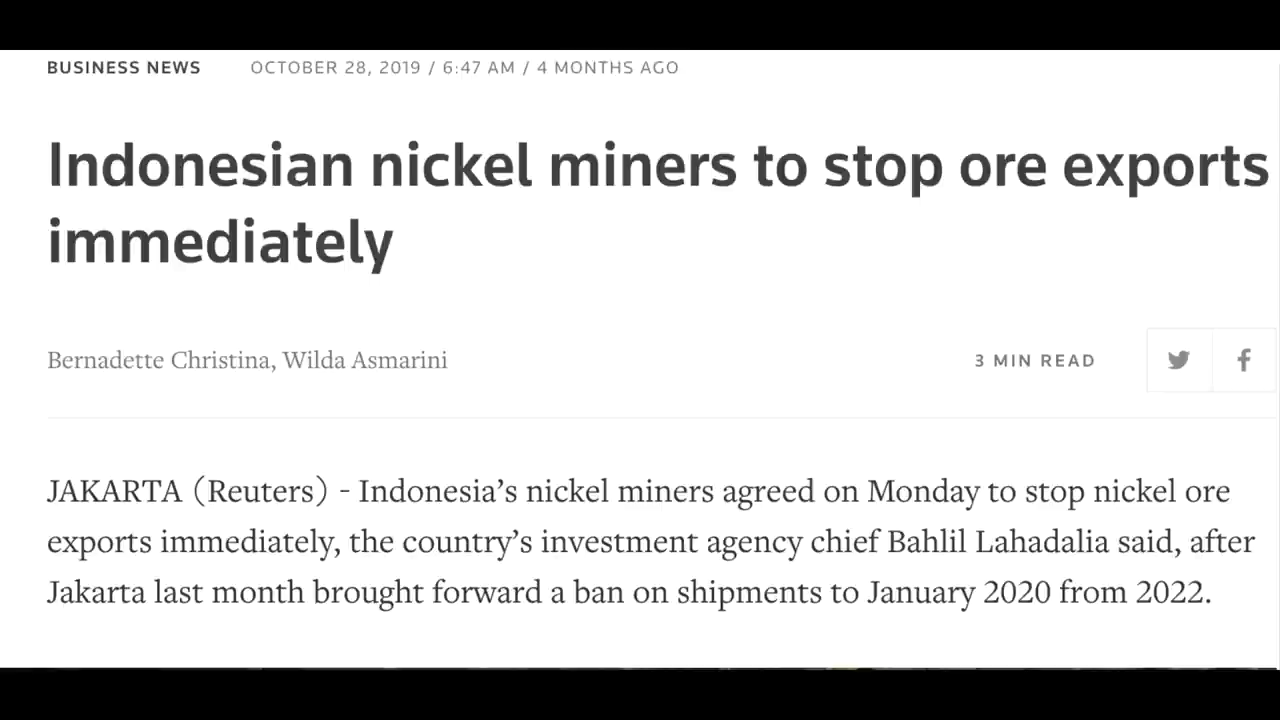 BUSINESS NEWS OCTOBER 28, 2019 / 6:47 AM / 4 MONTHS AGO
Indonesian nickel miners to stop ore exports
immediately
Bernadette Christina, Wilda Asmarini 3 MIN READ
JAKARTA (Reuters) - Indonesia’s nickel miners agreed on Monday to stop nickel ore
exports immediately, the country’s investment agency chief Bahlil Lahadalia said, after
Jakarta last month brought forward a ban on shipments to January 2020 from 2022.